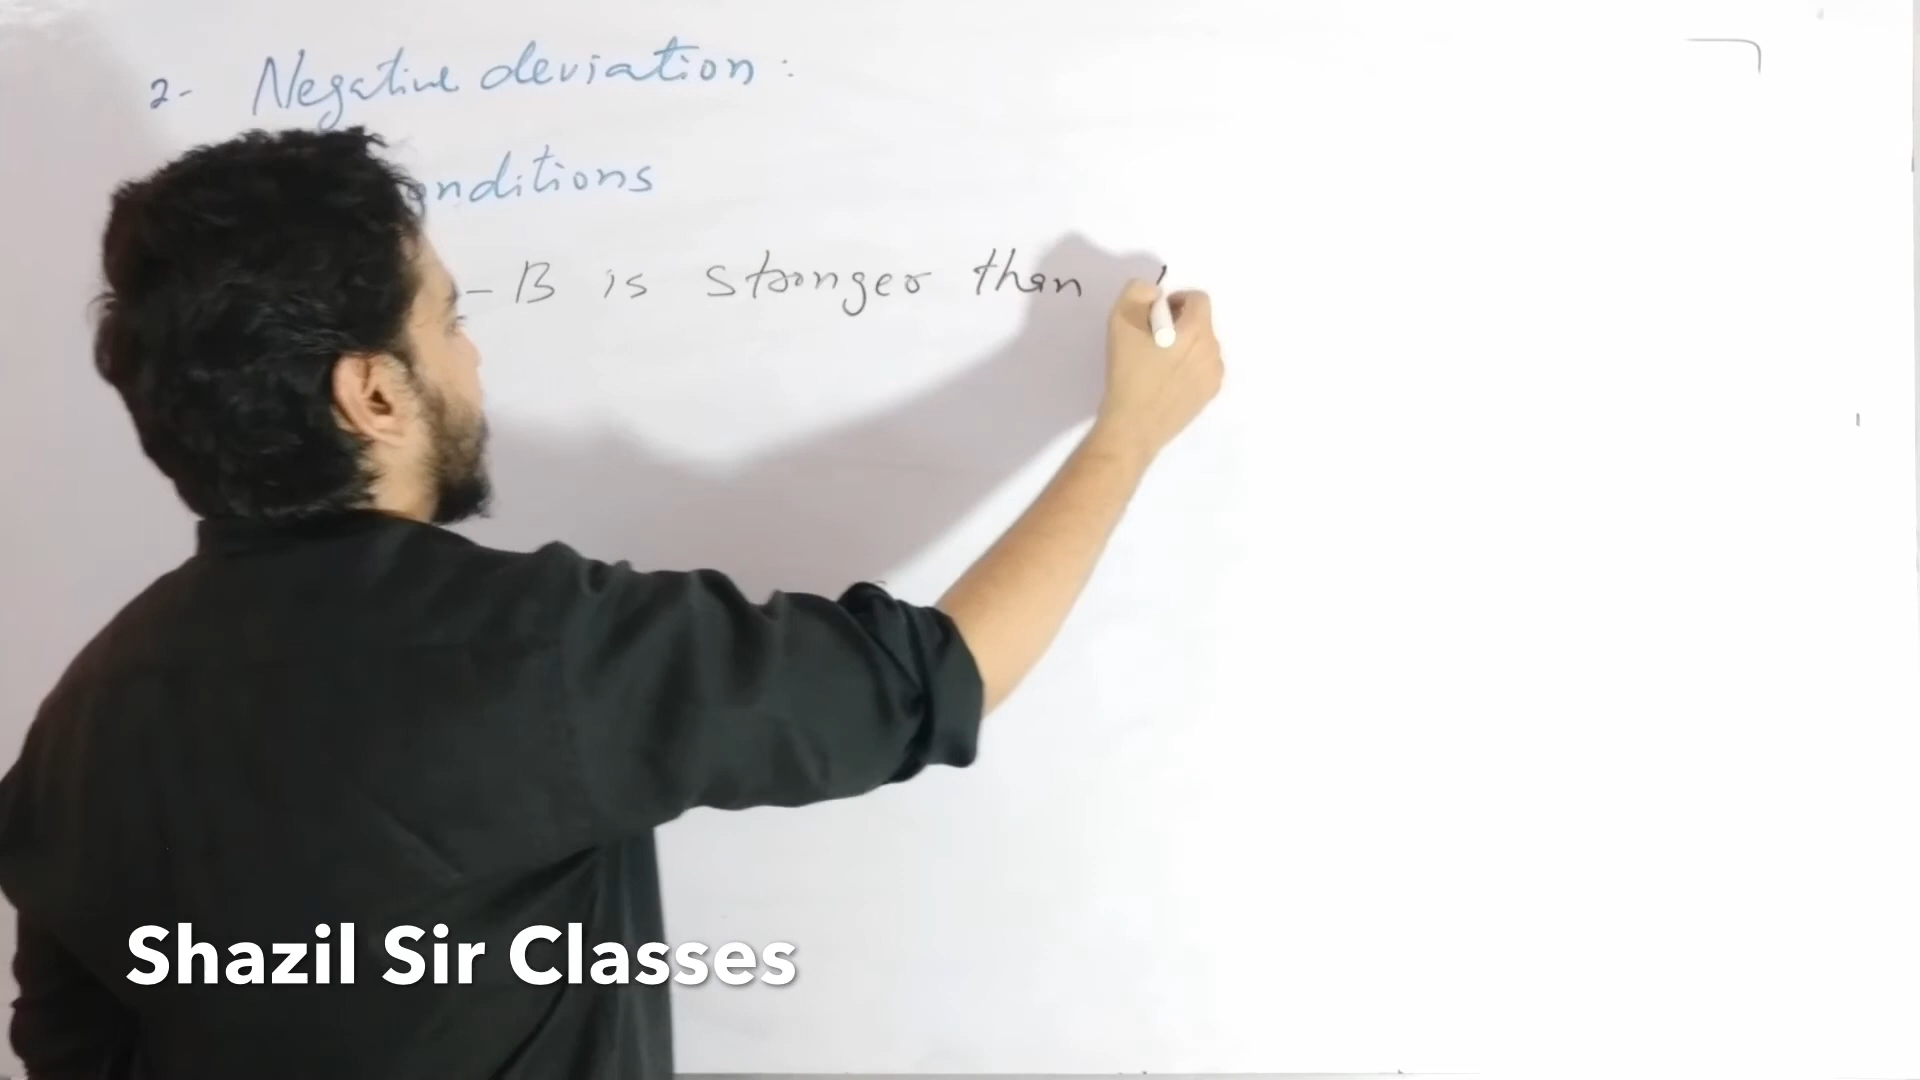 2- Negative deviation :
onditions
- B is stronger than
Shazil Sir Classes